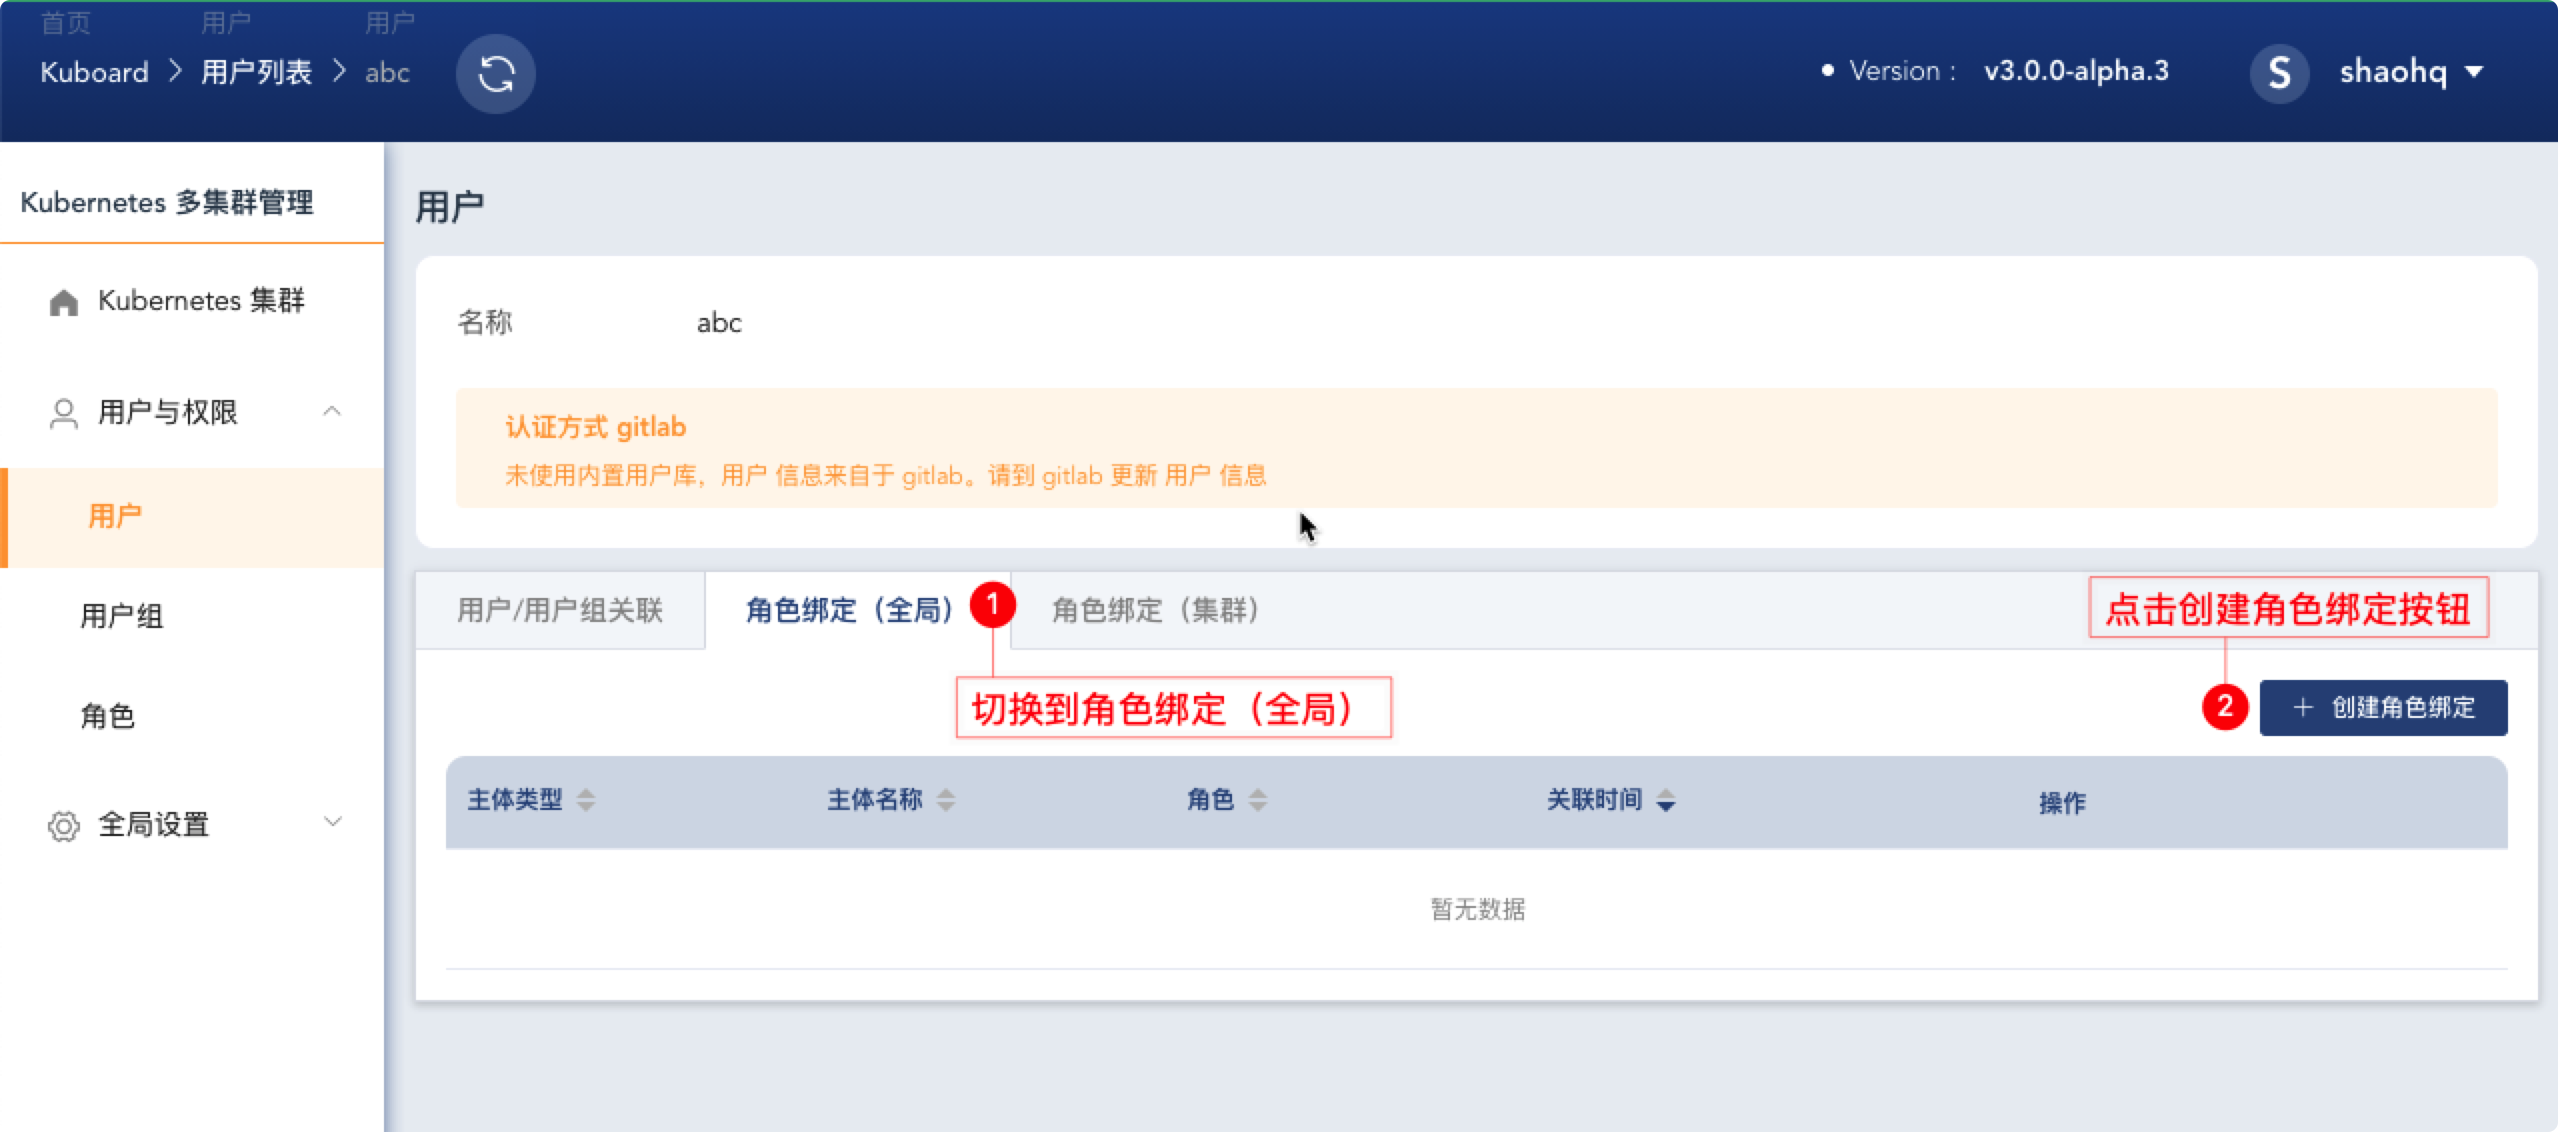 首页 用户 用户
Kuboard 用户列表 abc
Version : v3.0.0-alpha.3 S shaohq
Kubernetes 多集群管理
Kubernetes 集群
用户与权限
用户
用户组
角色
全局设置
用户
名称 abc
认证方式 gitlab
未使用内置用户库，用户 信息来自于 gitlab。请到 gitlab 更新 用户 信息
用户/用户组关联 角色绑定（全局） 1 角色绑定（集群） 点击创建角色绑定按钮
切换到角色绑定（全局） 2 + 创建角色绑定
主体类型 主体名称 角色 关联时间 操作
暂无数据